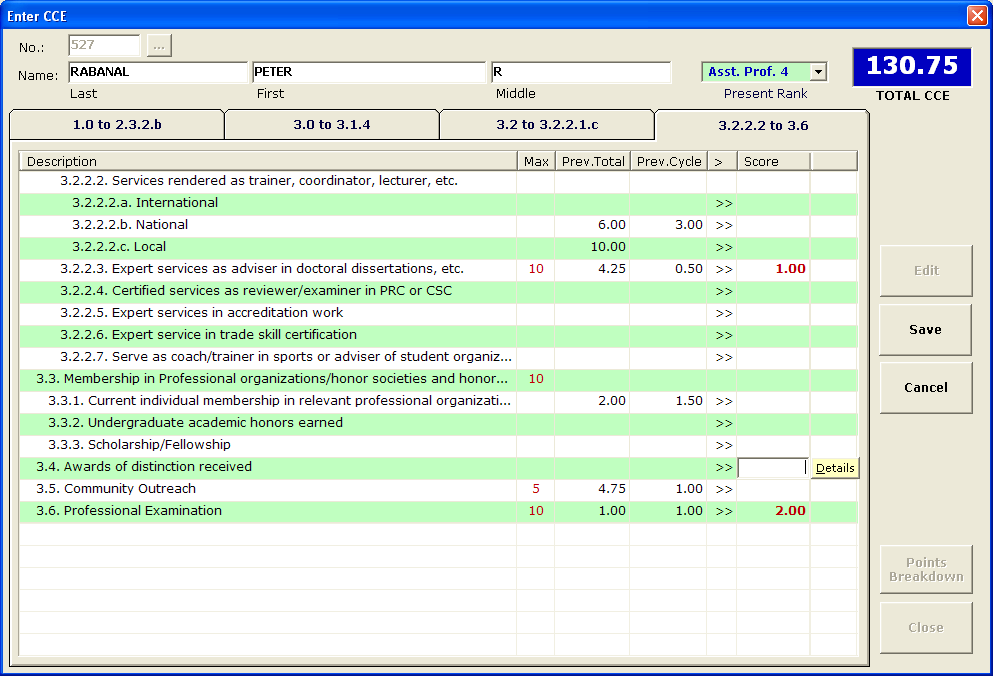 Enter CCE
No.: 527 ...
Name: RABANAL PETER R Asst. Prof. 4 130.75
Last First Middle Present Rank TOTAL CCE
1.0 to 2.3.2.b 3.0 to 3.1.4 3.2 to 3.2.2.1.c 3.2.2.2 to 3.6
Description Max Prev.Total Prev.Cycle > Score
3.2.2.2. Services rendered as trainer, coordinator, lecturer, etc.
3.2.2.2.a. International >>
3.2.2.2.b. National 6.00 3.00 >>
3.2.2.2.c. Local 10.00 >>
3.2.2.3. Expert services as adviser in doctoral dissertations, etc. 10 4.25 0.50 >> 1.00
3.2.2.4. Certified services as reviewer/examiner in PRC or CSC >>
3.2.2.5. Expert services in accreditation work >>
3.2.2.6. Expert service in trade skill certification >>
3.2.2.7. Serve as coach/trainer in sports or adviser of student organiz... >>
3.3. Membership in Professional organizations/honor societies and honor... 10
3.3.1. Current individual membership in relevant professional organizati... 2.00 1.50 >>
3.3.2. Undergraduate academic honors earned >>
3.3.3. Scholarship/Fellowship >>
3.4. Awards of distinction received >> Details
3.5. Community Outreach 5 4.75 1.00 >>
3.6. Professional Examination 10 1.00 1.00 >> 2.00
Edit
Save
Cancel
Points
Breakdown
Close